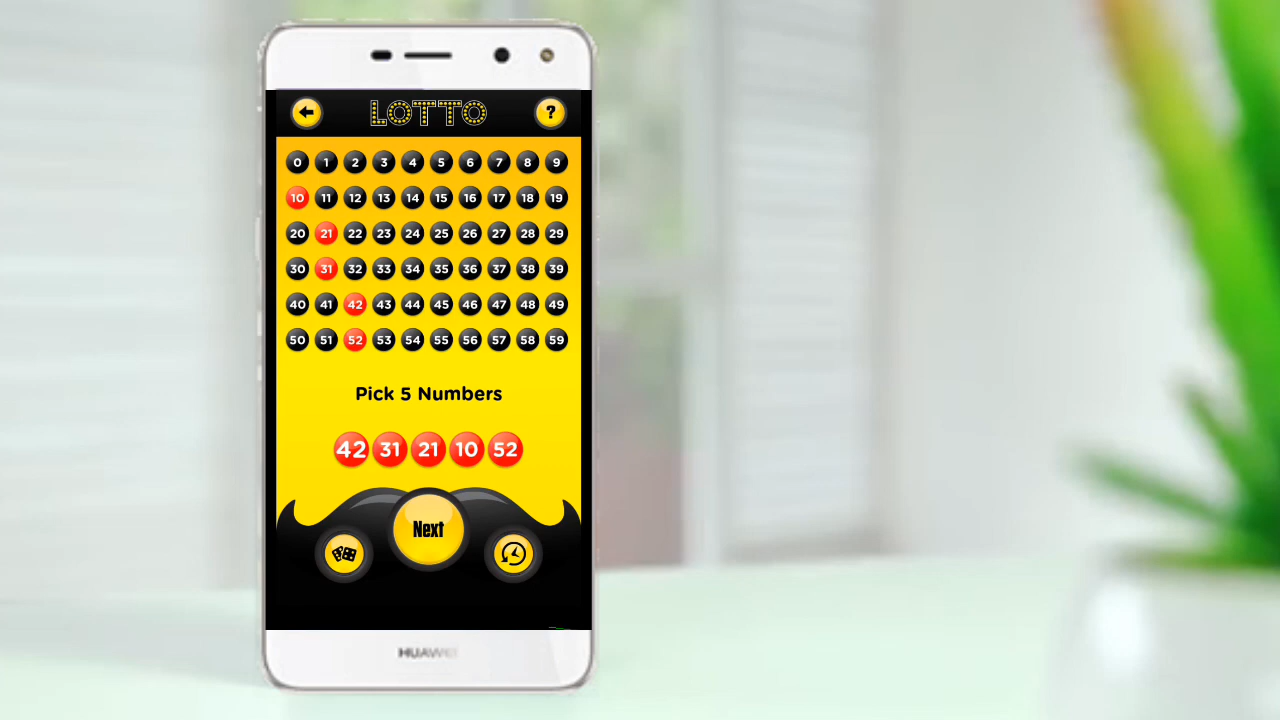 LOTTO
?
0 1 2 3 4 5 6 7 8 9
10 11 12 13 14 15 16 17 18 19
20 21 22 23 24 25 26 27 28 29
30 31 32 33 34 35 36 37 38 39
40 41 42 43 44 45 46 47 48 49
50 51 52 53 54 55 56 57 58 59
Pick 5 Numbers
42 31 21 10 52
Next
HUAWEI